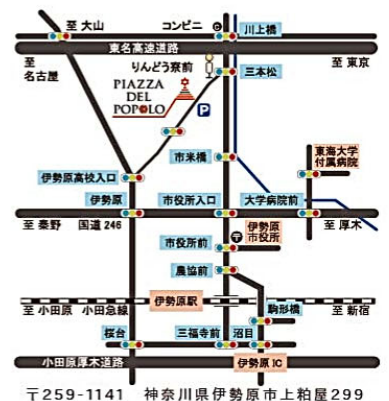 至 大山
コンビニ
C
川上橋
東名高速道路
至 名古屋
りんどう寮前
三本松
至 東京
PIAZZA
DEL
POPOLO
P
東海大学
付属病院
市米橋
伊勢原高校入口
伊勢原
市役所入口
大学病院前
至 秦野
国道246
伊勢原
市役所
至 厚木
市役所前
〒
農協前
伊勢原駅
駒形橋
至 小田原
小田急線
至 新宿
桜台
三福寺前
沼目
小田原厚木道路
伊勢原IC
〒259-1141 神奈川県伊勢原市上粕屋299